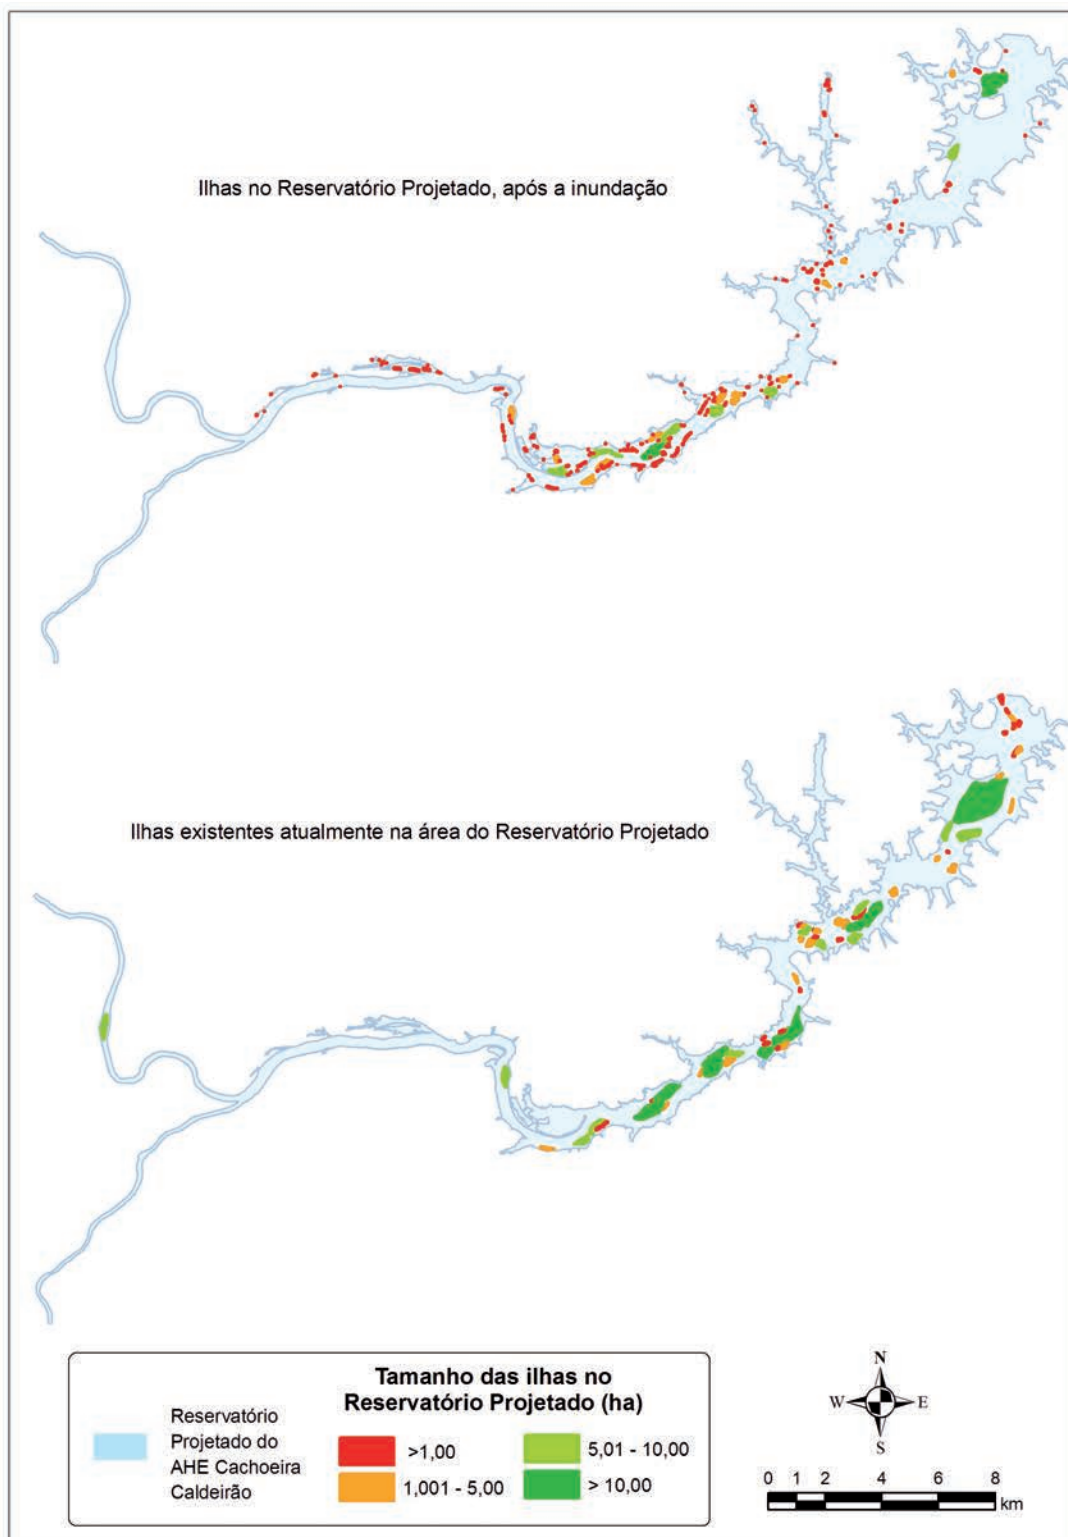 Ilhas no Reservatório Projetado, após a inundação
Ilhas existentes atualmente na área do Reservatório Projetado
Tamanho das ilhas no
Reservatório Projetado (ha)
Reservatório
Projetado do
AHE Cachoeira
Caldeirão
>1,00
1,001 - 5,00
5,01 - 10,00
> 10,00
N
W
E
S
0 1 2 4 6 8
km